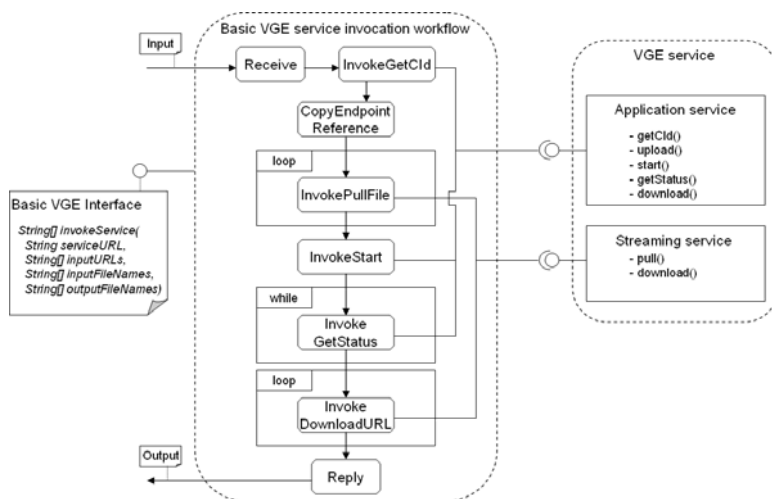 Basic VGE service invocation workflow
Input
Receive
InvokeGetCId
CopyEndpoint
Reference
loop
InvokePullFile
InvokeStart
while
Invoke
GetStatus
loop
Invoke
DownloadURL
Reply
Output
Basic VGE Interface
String[] invokeService(
String serviceURL,
String[] inputURLs,
String[] inputFileNames,
String[] outputFileNames)
VGE service
Application service
- getCId()
- upload()
- start()
- getStatus()
- download()
Streaming service
- pull()
- download()